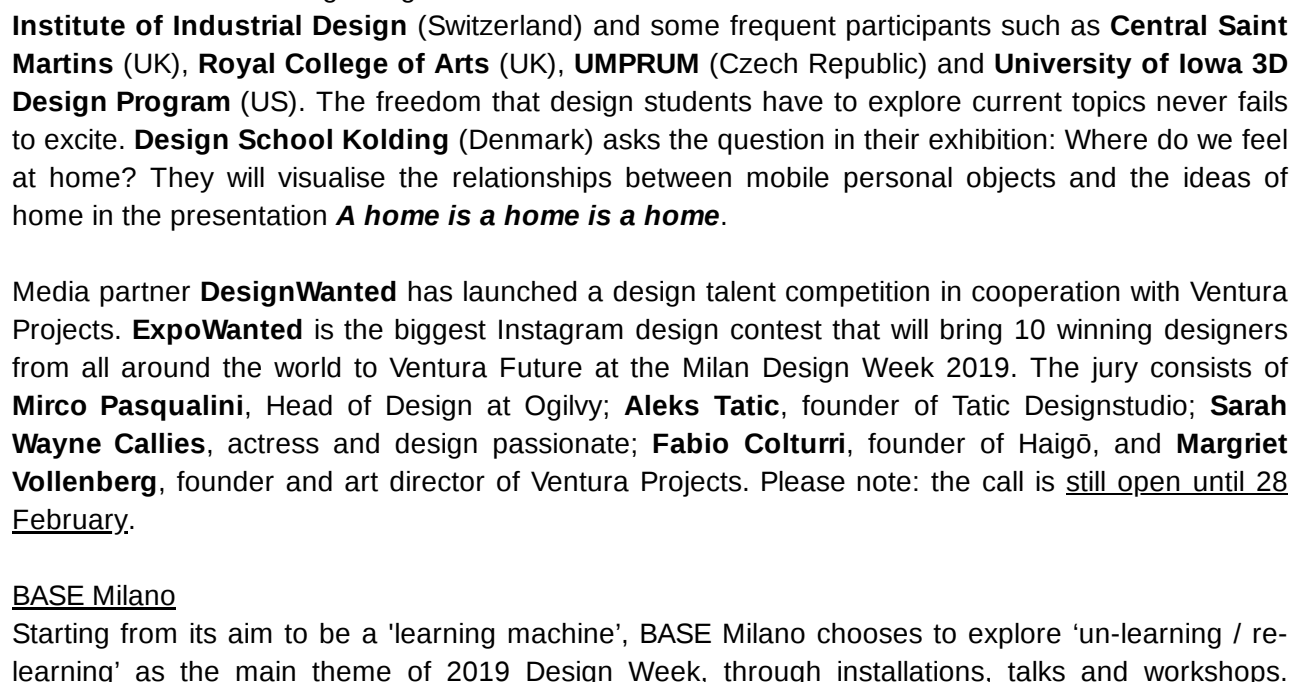 Institute of Industrial Design (Switzerland) and some frequent participants such as Central Saint
Martins (UK), Royal College of Arts (UK), UMPRUM (Czech Republic) and University of Iowa 3D
Design Program (US). The freedom that design students have to explore current topics never fails
to excite. Design School Kolding (Denmark) asks the question in their exhibition: Where do we feel
at home? They will visualise the relationships between mobile personal objects and the ideas of
home in the presentation A home is a home is a home.
Media partner DesignWanted has launched a design talent competition in cooperation with Ventura
Projects. ExpoWanted is the biggest Instagram design contest that will bring 10 winning designers
from all around the world to Ventura Future at the Milan Design Week 2019. The jury consists of
Mirco Pasqualini, Head of Design at Ogilvy; Aleks Tatic, founder of Tatic Designstudio; Sarah
Wayne Callies, actress and design passionate; Fabio Colturri, founder of Haigō, and Margriet
Vollenberg, founder and art director of Ventura Projects. Please note: the call is still open until 28
February.
BASE Milano
Starting from its aim to be a 'learning machine’, BASE Milano chooses to explore ‘un-learning / re-
learning’ as the main theme of 2019 Design Week, through installations, talks and workshops.